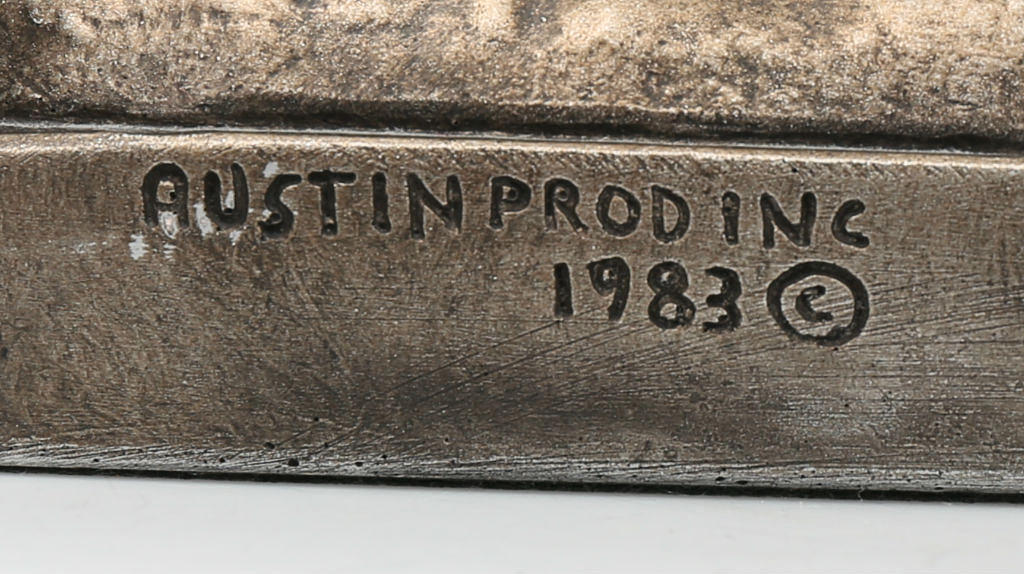 AUSTIN PROD INC
1983 ©